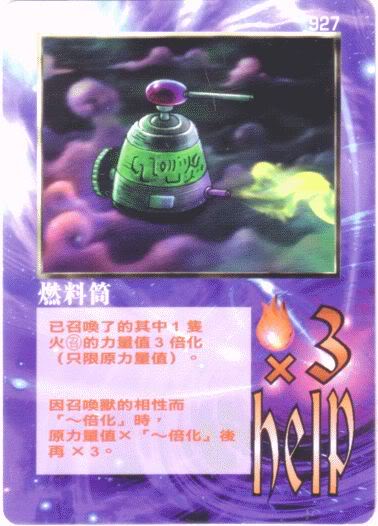 927
燃料筒
已召喚了的其中1隻
火㊁的力量值3倍化
（只限原力量值）。
因召喚獸的相性而
「～倍化」時，
原力量值×「～倍化」後
再×3。
×3
help